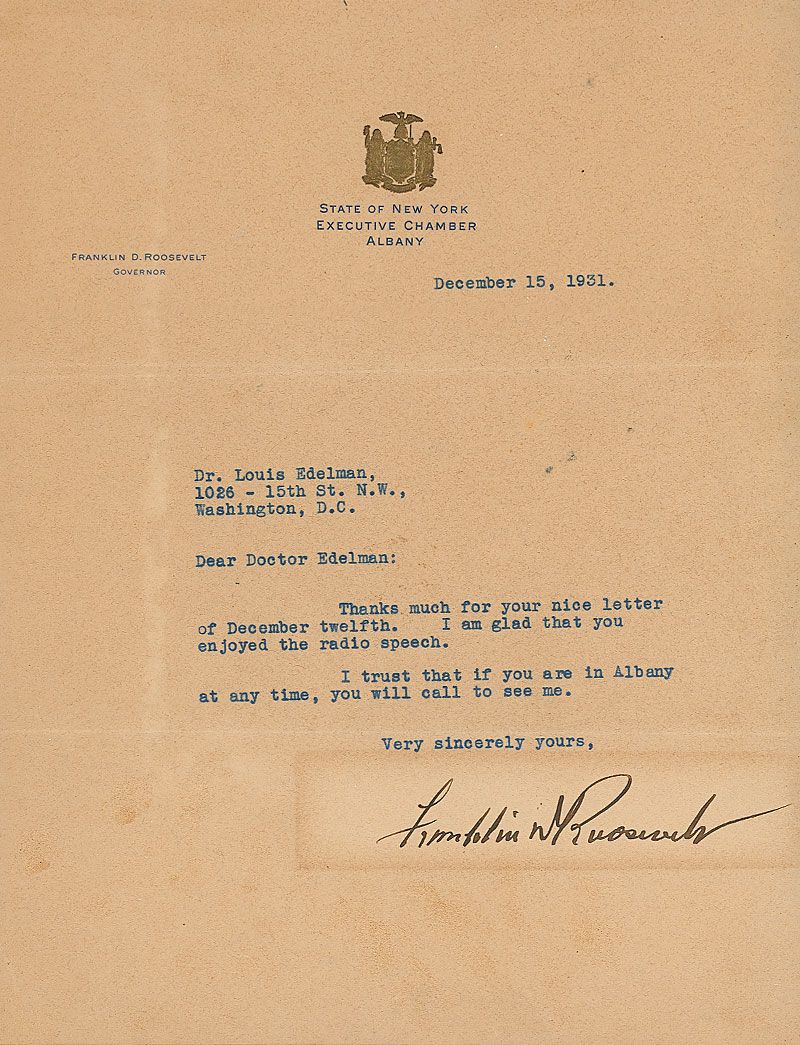 STATE OF NEW YORK
EXECUTIVE CHAMBER
ALBANY
FRANKLIN D. ROOSEVELT
GOVERNOR
December 15, 1931.
Dr. Louis Edelman,
1026 - 15th St. N.W.,
Washington, D.C.
Dear Doctor Edelman:
Thanks much for your nice letter
of December twelfth. I am glad that you
enjoyed the radio speech.
I trust that if you are in Albany
at any time, you will call to see me.
Very sincerely yours,
Franklin D Roosevelt